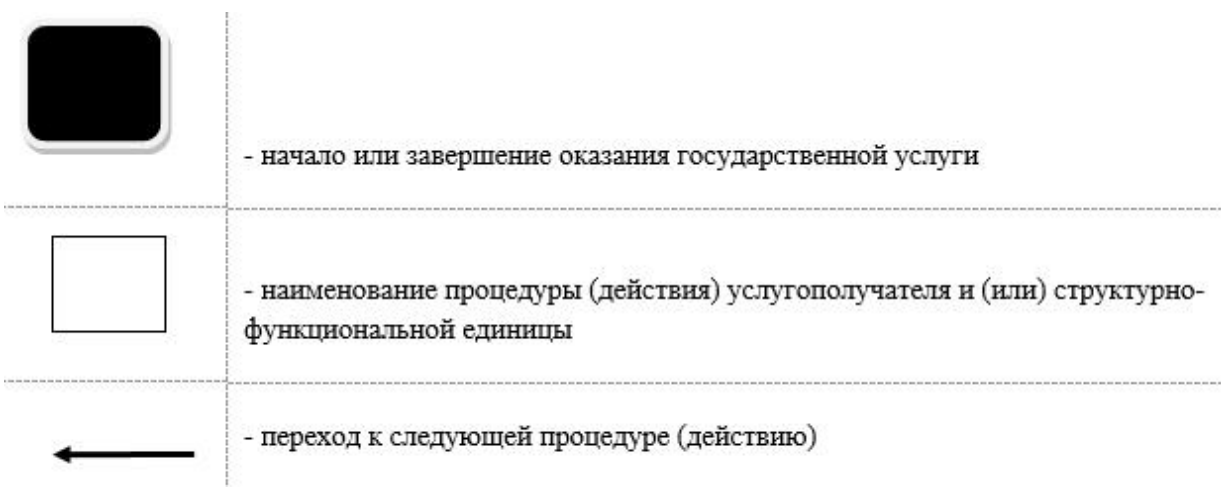 - начало или завершение оказания государственной услуги
- наименование процедуры (действия) услугополучателя и (или) структурно-
функциональной единицы
- переход к следующей процедуре (действию)